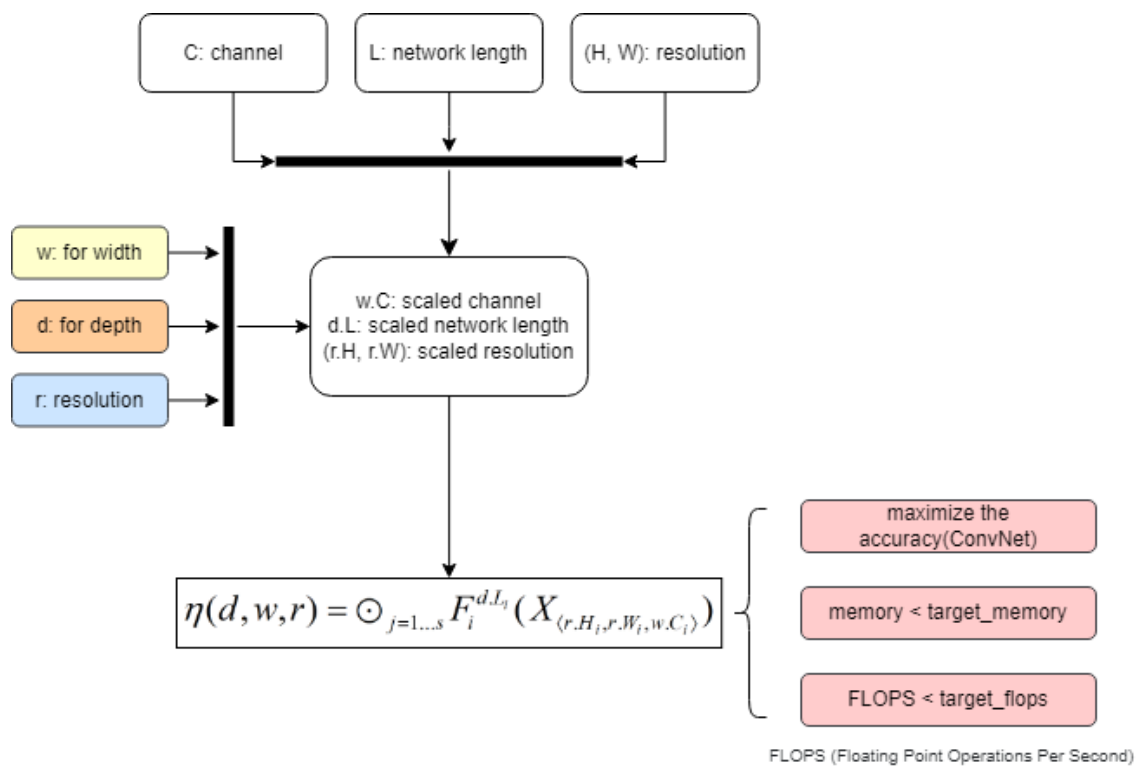 C: channel
L: network length
(H, W): resolution
w: for width
d: for depth
r: resolution
w.C: scaled channel
d.L: scaled network length
(r.H, r.W): scaled resolution
η(d,w,r) = ⊙ j=1...s F_i^{d.L_i} (X_{⟨r.H_i,r.W_i,w.C_i⟩})
maximize the
accuracy(ConvNet)
memory < target_memory
FLOPS < target_flops
FLOPS (Floating Point Operations Per Second)